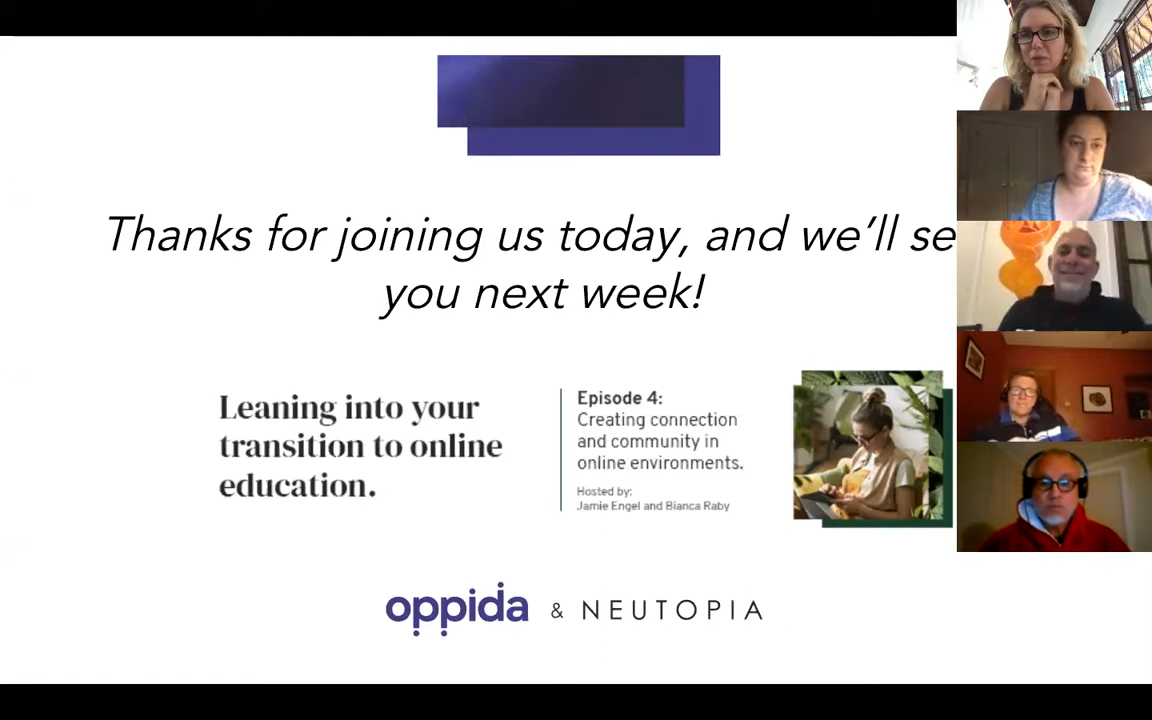 Thanks for joining us today, and we'll se
you next week!
Leaning into your
transition to online
education.
Episode 4:
Creating connection
and community in
online environments.
Hosted by:
Jamie Engel and Bianca Raby
oppida & NEUTOPIA